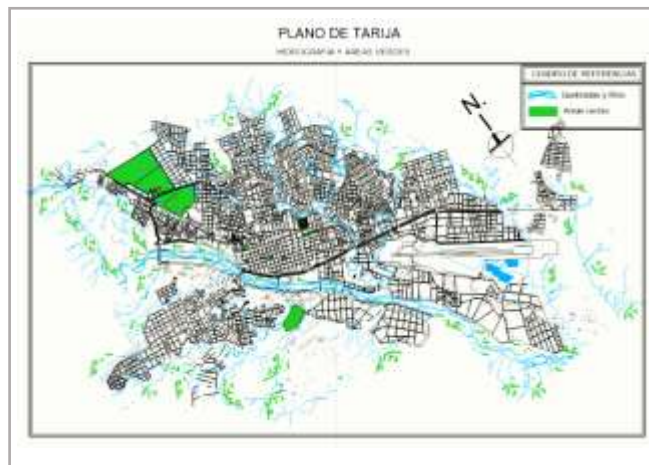 PLANO DE TARIJA
HIDROGRAFIA Y AREAS VERDES
CUADRO DE REFERENCIAS
Quebradas y Rios
Areas verdes
N.